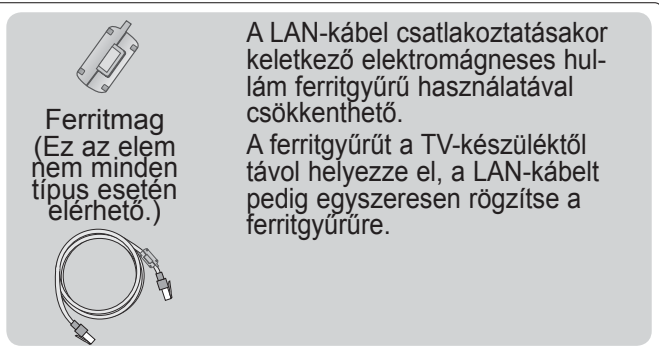 Ferritmag
(Ez az elem
nem minden
típus esetén
elérhető.)
A LAN-kábel csatlakoztatásakor
keletkező elektromágneses hul-
lám ferritgyűrű használatával
csökkenthető.
A ferritgyűrűt a TV-készüléktől
távol helyezze el, a LAN-kábelt
pedig egyszeresen rögzítse a
ferritgyűrűre.